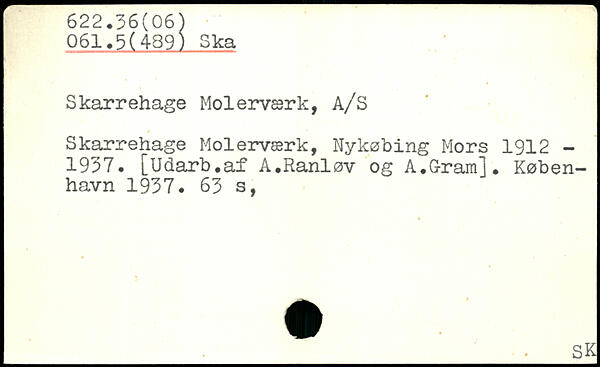 622.36(06)
061.5(489) Ska
Skarrehage Molerværk, A/S
Skarrehage Molerværk, Nykøbing Mors 1912 -
1937. [Udarb.af A.Ranløv og A.Gram]. Køben-
havn 1937. 63 s,
SK